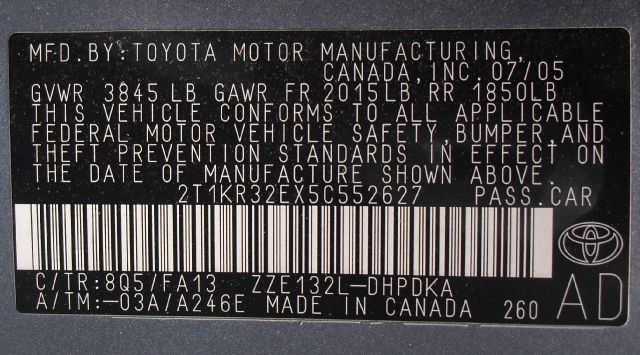 MFD.BY:TOYOTA MOTOR MANUFACTURING,
CANADA,INC.07/05
GVWR 3845LB GAWR FR 2015LB RR 1850LB
THIS VEHICLE CONFORMS TO ALL APPLICABLE
FEDERAL MOTOR VEHICLE SAFETY,BUMPER,AND
THEFT PREVENTION STANDARDS IN EFFECT ON
THE DATE OF MANUFACTURE SHOWN ABOVE.
2T1KR32EX5C552627 PASS.CAR
C/TR:8Q5/FA13 ZZE132L-DHPDKA
A/TM:-03A/A246E MADE IN CANADA 260 AD